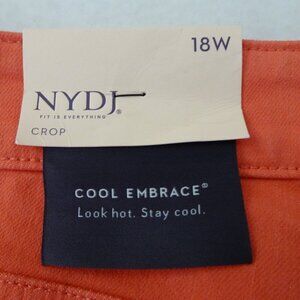 18W
NYDJ®
FIT IS EVERYTHING
CROP
COOL EMBRACE®
Look hot. Stay cool.